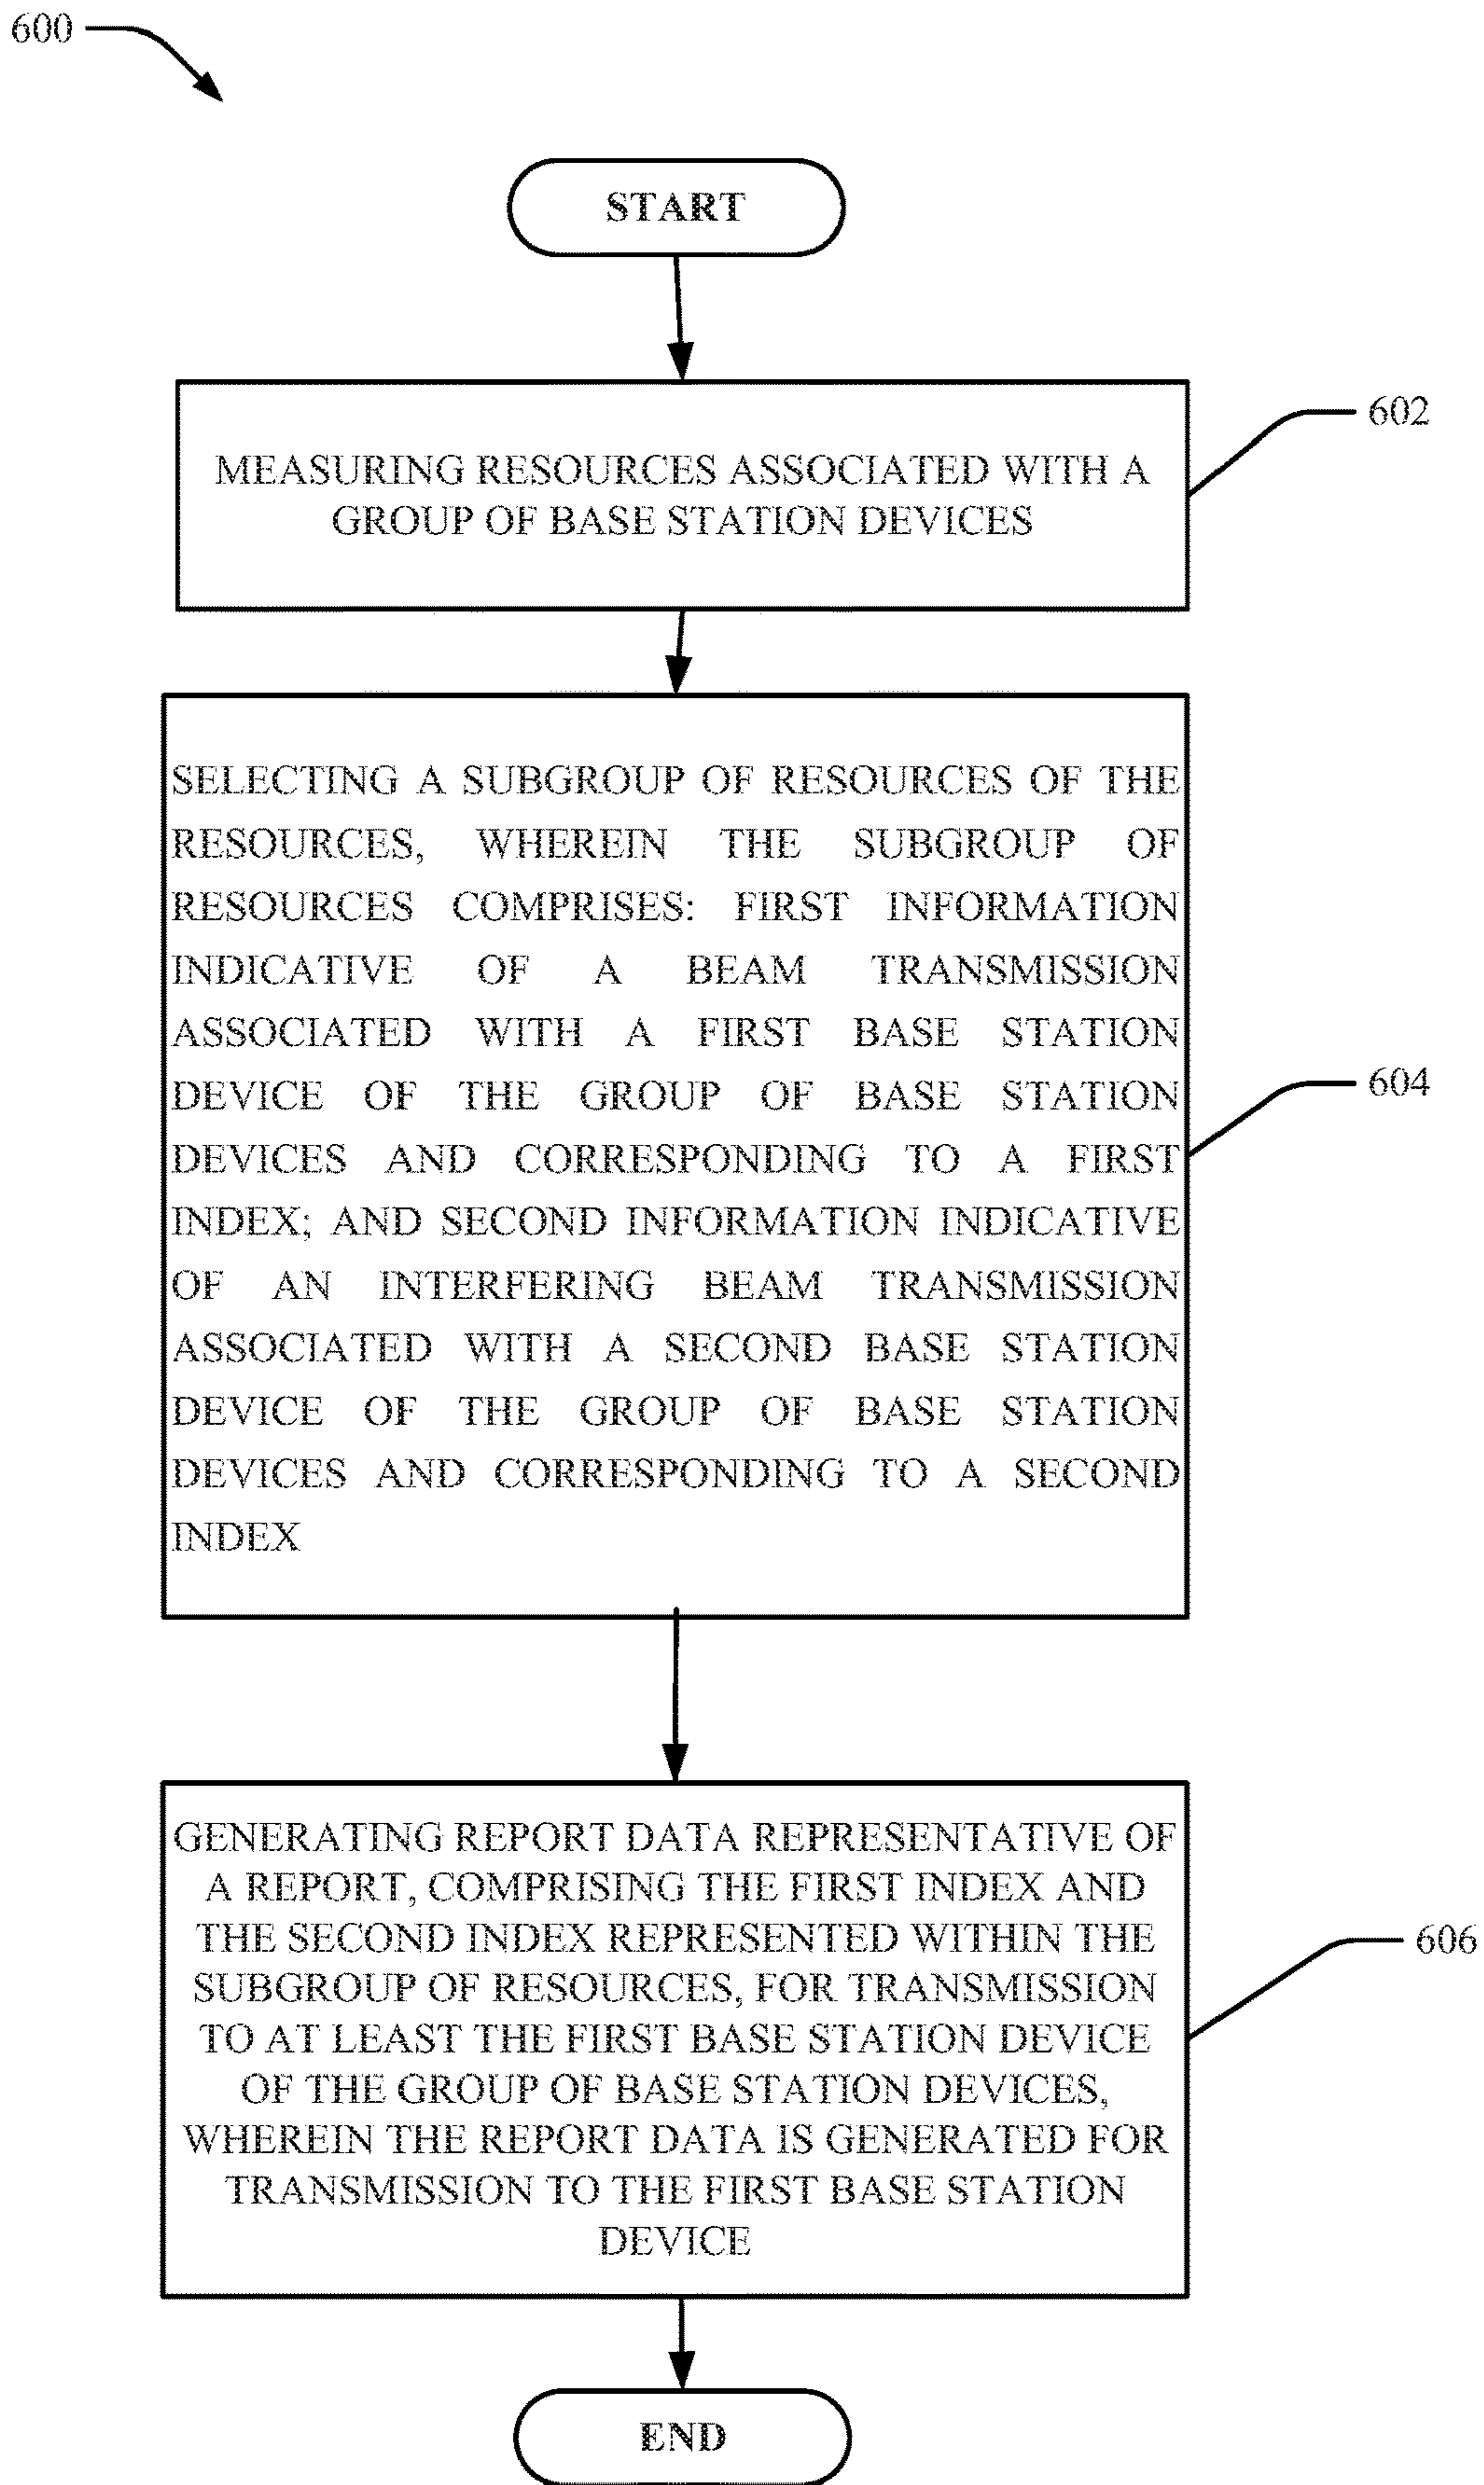 600
START
MEASURING RESOURCES ASSOCIATED WITH A
GROUP OF BASE STATION DEVICES
602
SELECTING A SUBGROUP OF RESOURCES OF THE
RESOURCES, WHEREIN THE SUBGROUP OF
RESOURCES COMPRISES: FIRST INFORMATION
INDICATIVE OF A BEAM TRANSMISSION
ASSOCIATED WITH A FIRST BASE STATION
DEVICE OF THE GROUP OF BASE STATION
DEVICES AND CORRESPONDING TO A FIRST
INDEX; AND SECOND INFORMATION INDICATIVE
OF AN INTERFERING BEAM TRANSMISSION
ASSOCIATED WITH A SECOND BASE STATION
DEVICE OF THE GROUP OF BASE STATION
DEVICES AND CORRESPONDING TO A SECOND
INDEX
604
GENERATING REPORT DATA REPRESENTATIVE OF
A REPORT, COMPRISING THE FIRST INDEX AND
THE SECOND INDEX REPRESENTED WITHIN THE
SUBGROUP OF RESOURCES, FOR TRANSMISSION
TO AT LEAST THE FIRST BASE STATION DEVICE
OF THE GROUP OF BASE STATION DEVICES,
WHEREIN THE REPORT DATA IS GENERATED FOR
TRANSMISSION TO THE FIRST BASE STATION
DEVICE
606
END